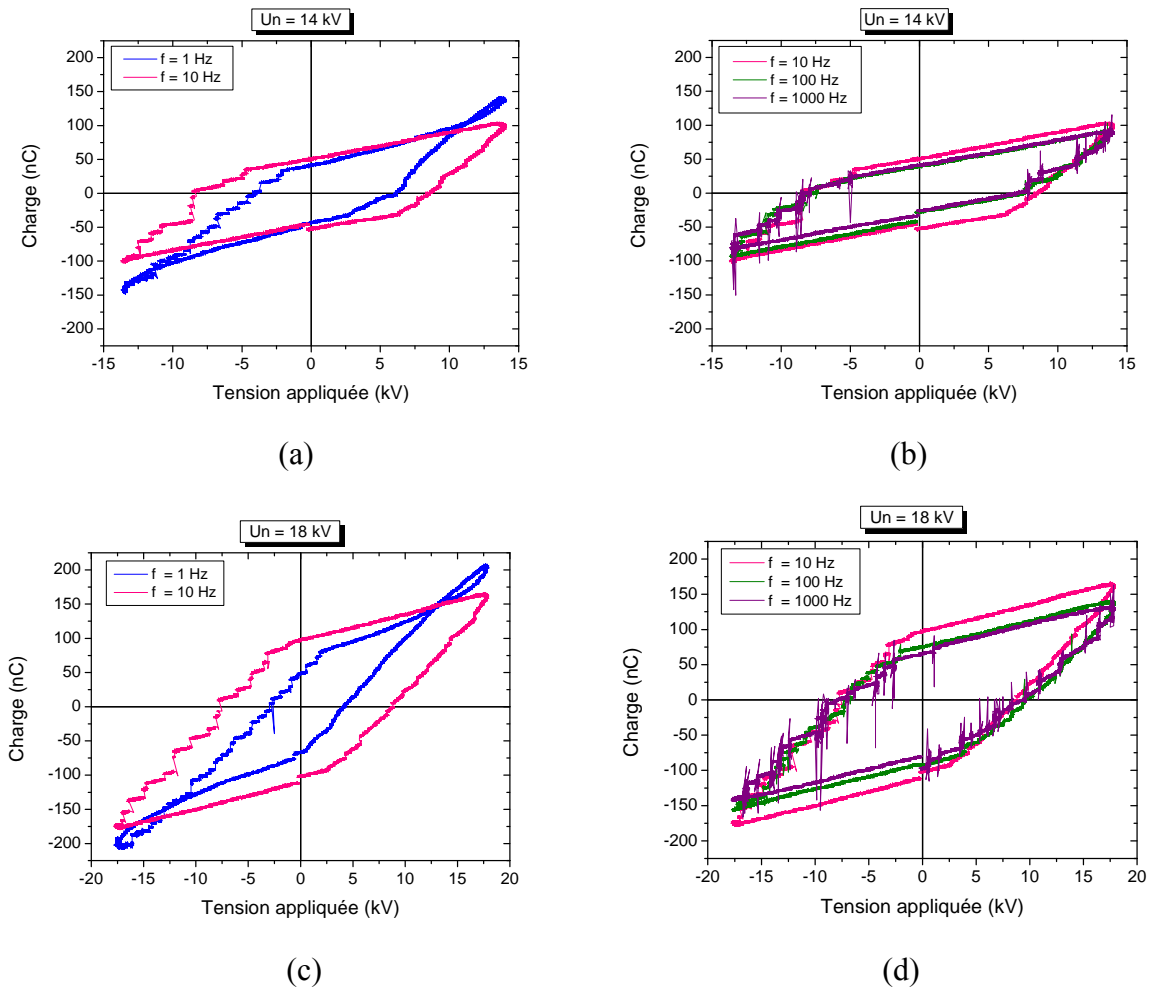 Un = 14 kV
f = 1 Hz
f = 10 Hz
Charge (nC)
200
150
100
50
0
-50
-100
-150
-200
-15
-10
-5
0
5
10
15
Tension appliquée (kV)
(a)
Un = 14 kV
f = 10 Hz
f = 100 Hz
f = 1000 Hz
Charge (nC)
200
150
100
50
0
-50
-100
-150
-200
-15
-10
-5
0
5
10
15
Tension appliquée (kV)
(b)
Un = 18 kV
f = 1 Hz
f = 10 Hz
Charge (nC)
200
150
100
50
0
-50
-100
-150
-200
-20
-15
-10
-5
0
5
10
15
20
Tension appliquée (kV)
(c)
Un = 18 kV
f = 10 Hz
f = 100 Hz
f = 1000 Hz
Charge (nC)
200
150
100
50
0
-50
-100
-150
-200
-20
-15
-10
-5
0
5
10
15
20
Tension appliquée (kV)
(d)